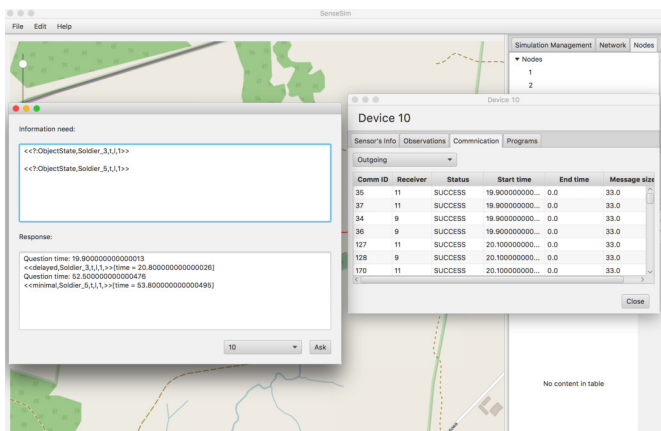 SenseSim
File Edit Help
Simulation Management Network Nodes
▼ Nodes
1
2
Information need:
<<?:ObjectState,Soldier_3,t,l,1>>
<<?:ObjectState,Soldier_5,t,l,1>>
Response:
Question time: 19.900000000000013
<<delayed,Soldier_3,t,l,1,>>[time = 20.800000000000026]
Question time: 52.500000000000476
<<minimal,Soldier_5,t,l,1,>>[time = 53.800000000000495]
10
Ask
Device 10
Device 10
Sensor's Info Observations Commnication Programs
Outgoing
Comm ID Receiver Status Start time End time Message size
35 11 SUCCESS 19.900000000... 0.0 33.0
37 11 SUCCESS 19.900000000... 0.0 33.0
34 9 SUCCESS 19.900000000... 0.0 33.0
36 9 SUCCESS 19.900000000... 0.0 33.0
127 11 SUCCESS 20.100000000... 0.0 33.0
128 9 SUCCESS 20.100000000... 0.0 33.0
170 11 SUCCESS 20.100000000... 0.0 33.0
Close
No content in table